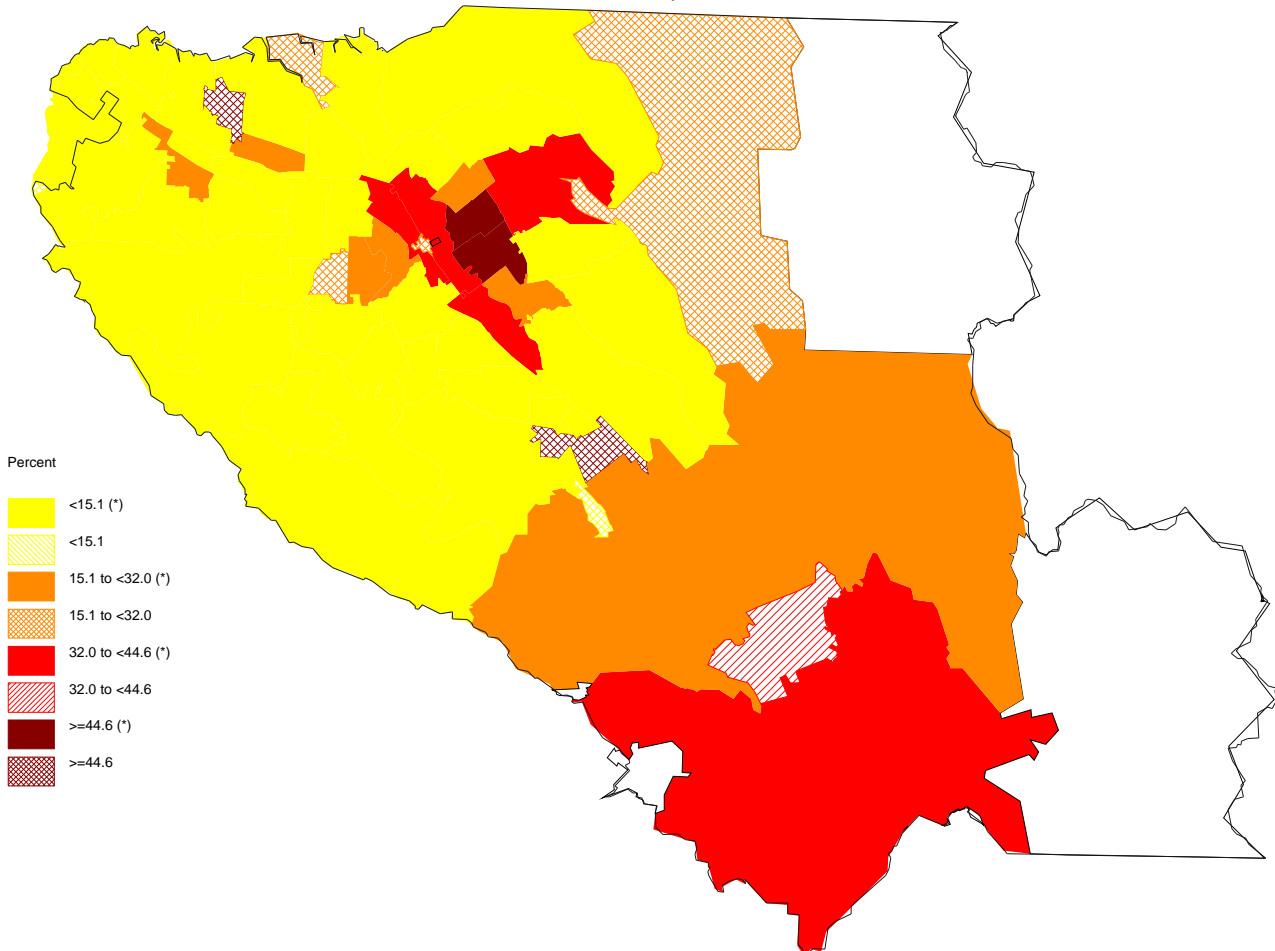 Percent
<15.1 (*)
<15.1
15.1 to <32.0 (*)
15.1 to <32.0
32.0 to <44.6 (*)
32.0 to <44.6
>=44.6 (*)
>=44.6